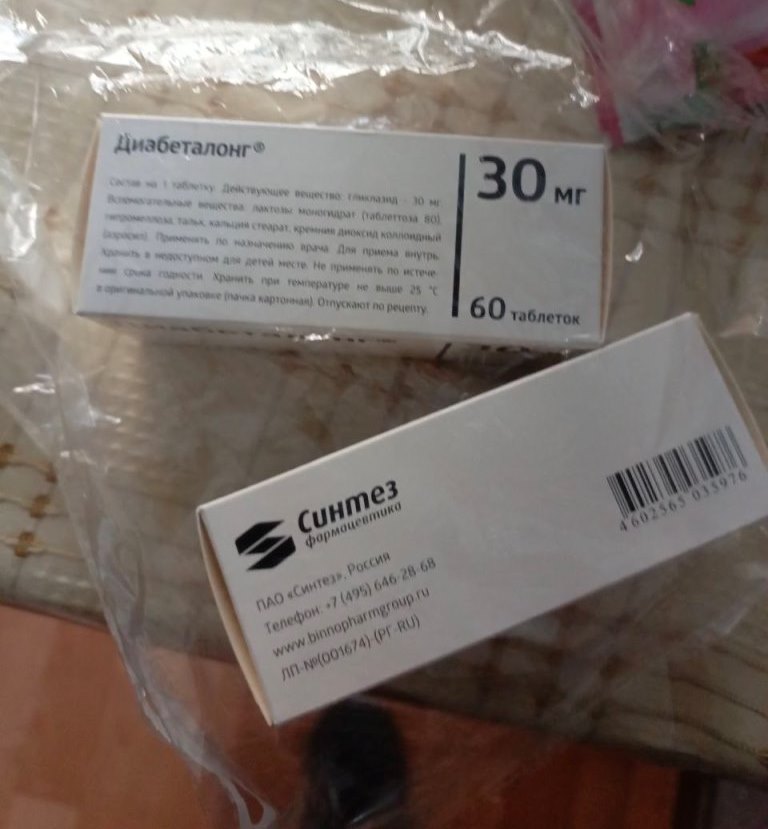 Диабеталонг®
Состав на 1 таблетку: Действующее вещество: гликлазид - 30 мг
Вспомогательные вещества: лактозы моногидрат (таблеттоза 80),
гипромеллоза, тальк, кальция стеарат, кремния диоксид коллоидный
(аэросил). Применять по назначению врача. Для приема внутрь.
Хранить в недоступном для детей месте. Не применять по истече-
нии срока годности. Хранить при температуре не выше 25 °С
в оригинальной упаковке (пачка картонная). Отпускают по рецепту.
30 мг
60 таблеток
Синтез
фармацевтика
ПАО «Синтез», Россия
Телефон: +7 (495) 646-28-68
www.binnopharmgroup.ru
ЛП-№(001674)-(РГ-RU)
4 602565 035976